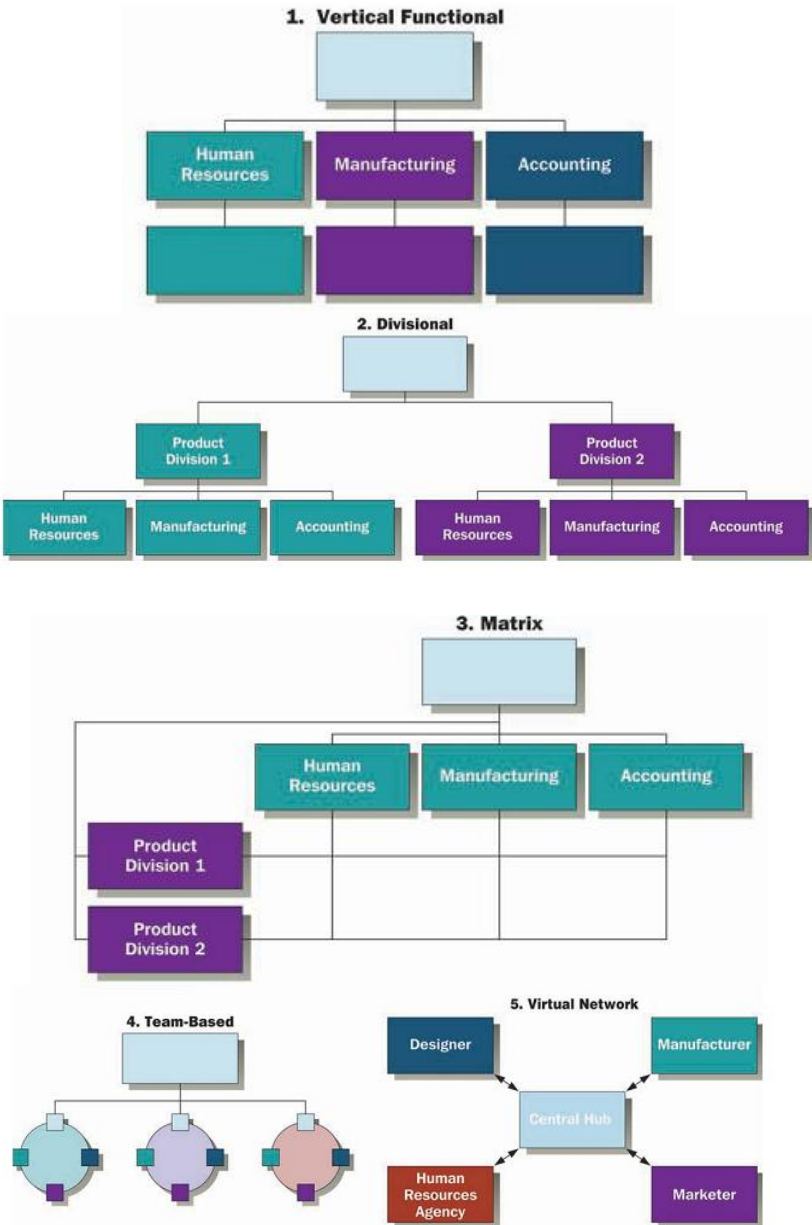 1. Vertical Functional
Human
Resources
Manufacturing
Accounting
2. Divisional
Product
Division 1
Product
Division 2
Human
Resources
Manufacturing
Accounting
Human
Resources
Manufacturing
Accounting
3. Matrix
Human
Resources
Manufacturing
Accounting
Product
Division 1
Product
Division 2
4. Team-Based
5. Virtual Network
Designer
Manufacturer
Central Hub
Human
Resources
Agency
Marketer